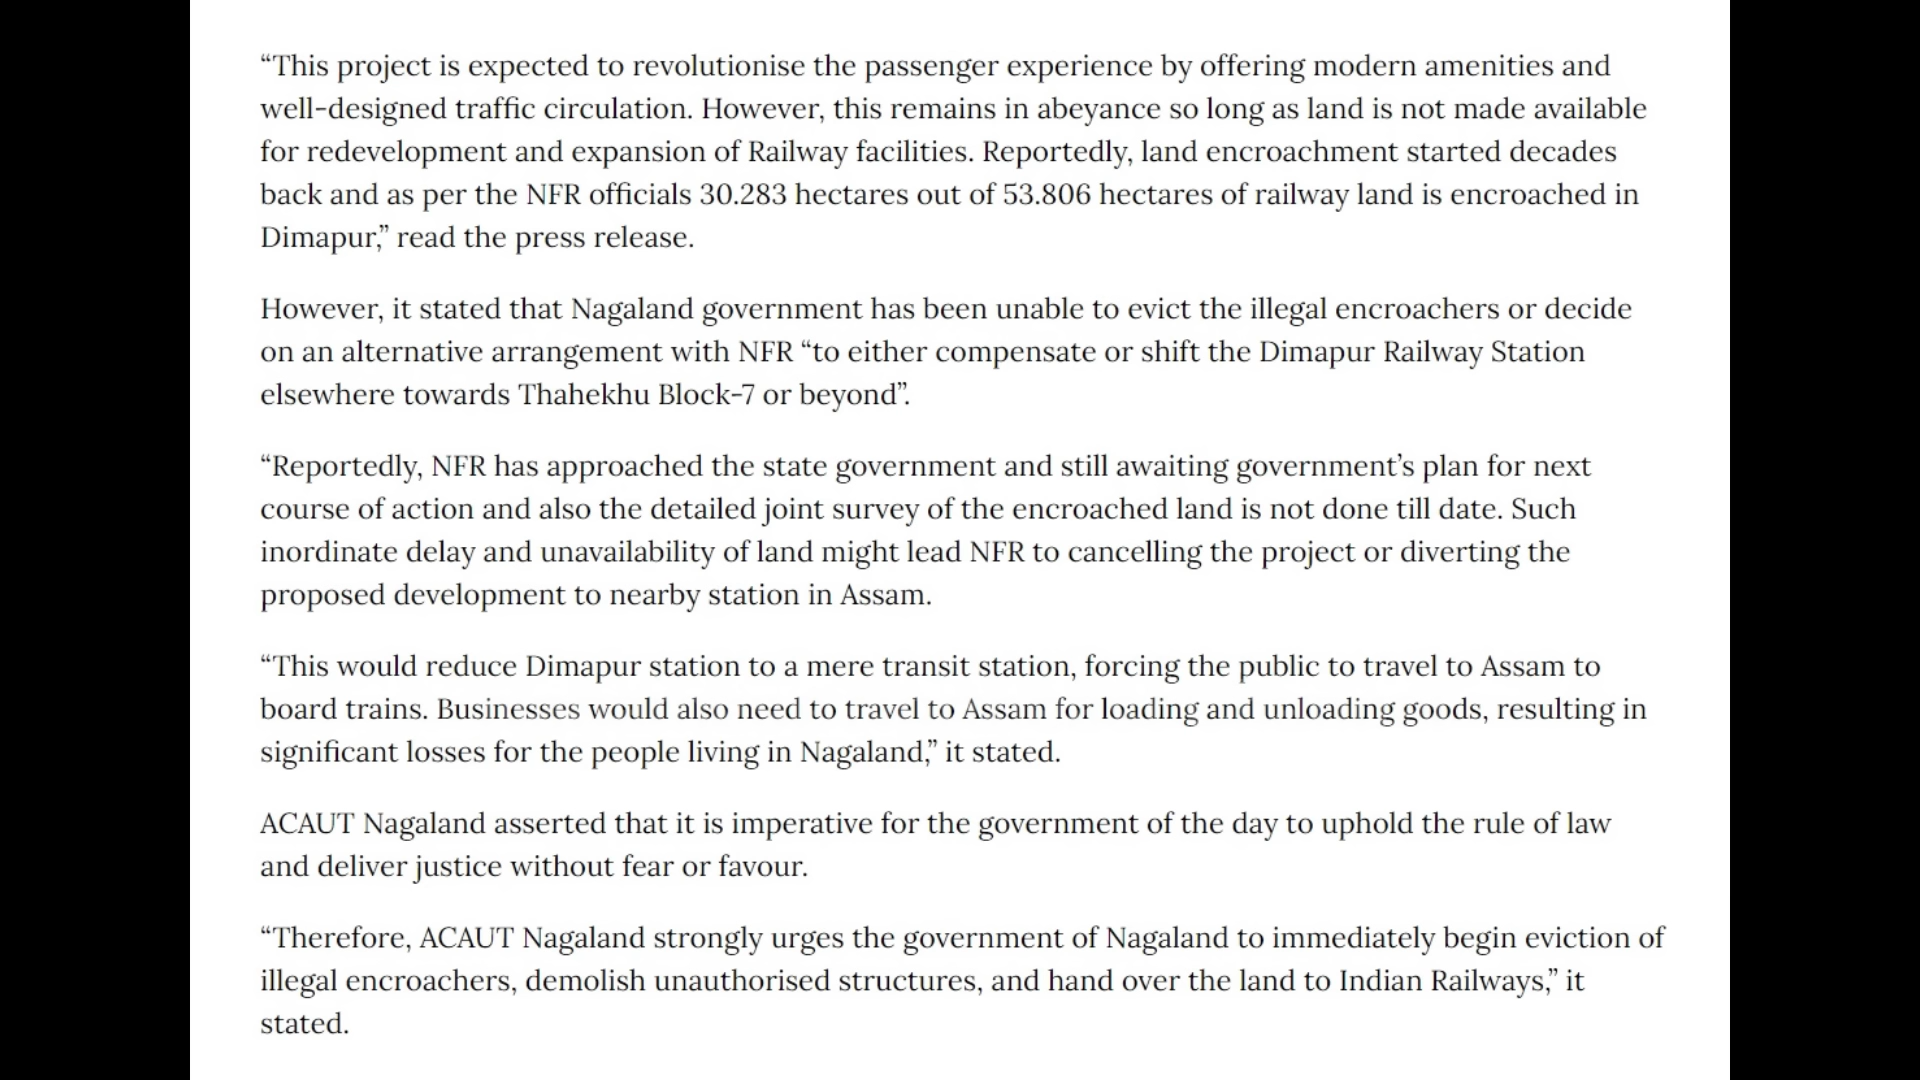 “This project is expected to revolutionise the passenger experience by offering modern amenities and
well-designed traffic circulation. However, this remains in abeyance so long as land is not made available
for redevelopment and expansion of Railway facilities. Reportedly, land encroachment started decades
back and as per the NFR officials 30.283 hectares out of 53.806 hectares of railway land is encroached in
Dimapur,” read the press release.
However, it stated that Nagaland government has been unable to evict the illegal encroachers or decide
on an alternative arrangement with NFR “to either compensate or shift the Dimapur Railway Station
elsewhere towards Thahekhu Block-7 or beyond”.
“Reportedly, NFR has approached the state government and still awaiting government’s plan for next
course of action and also the detailed joint survey of the encroached land is not done till date. Such
inordinate delay and unavailability of land might lead NFR to cancelling the project or diverting the
proposed development to nearby station in Assam.
“This would reduce Dimapur station to a mere transit station, forcing the public to travel to Assam to
board trains. Businesses would also need to travel to Assam for loading and unloading goods, resulting in
significant losses for the people living in Nagaland,” it stated.
ACAUT Nagaland asserted that it is imperative for the government of the day to uphold the rule of law
and deliver justice without fear or favour.
“Therefore, ACAUT Nagaland strongly urges the government of Nagaland to immediately begin eviction of
illegal encroachers, demolish unauthorised structures, and hand over the land to Indian Railways,” it
stated.